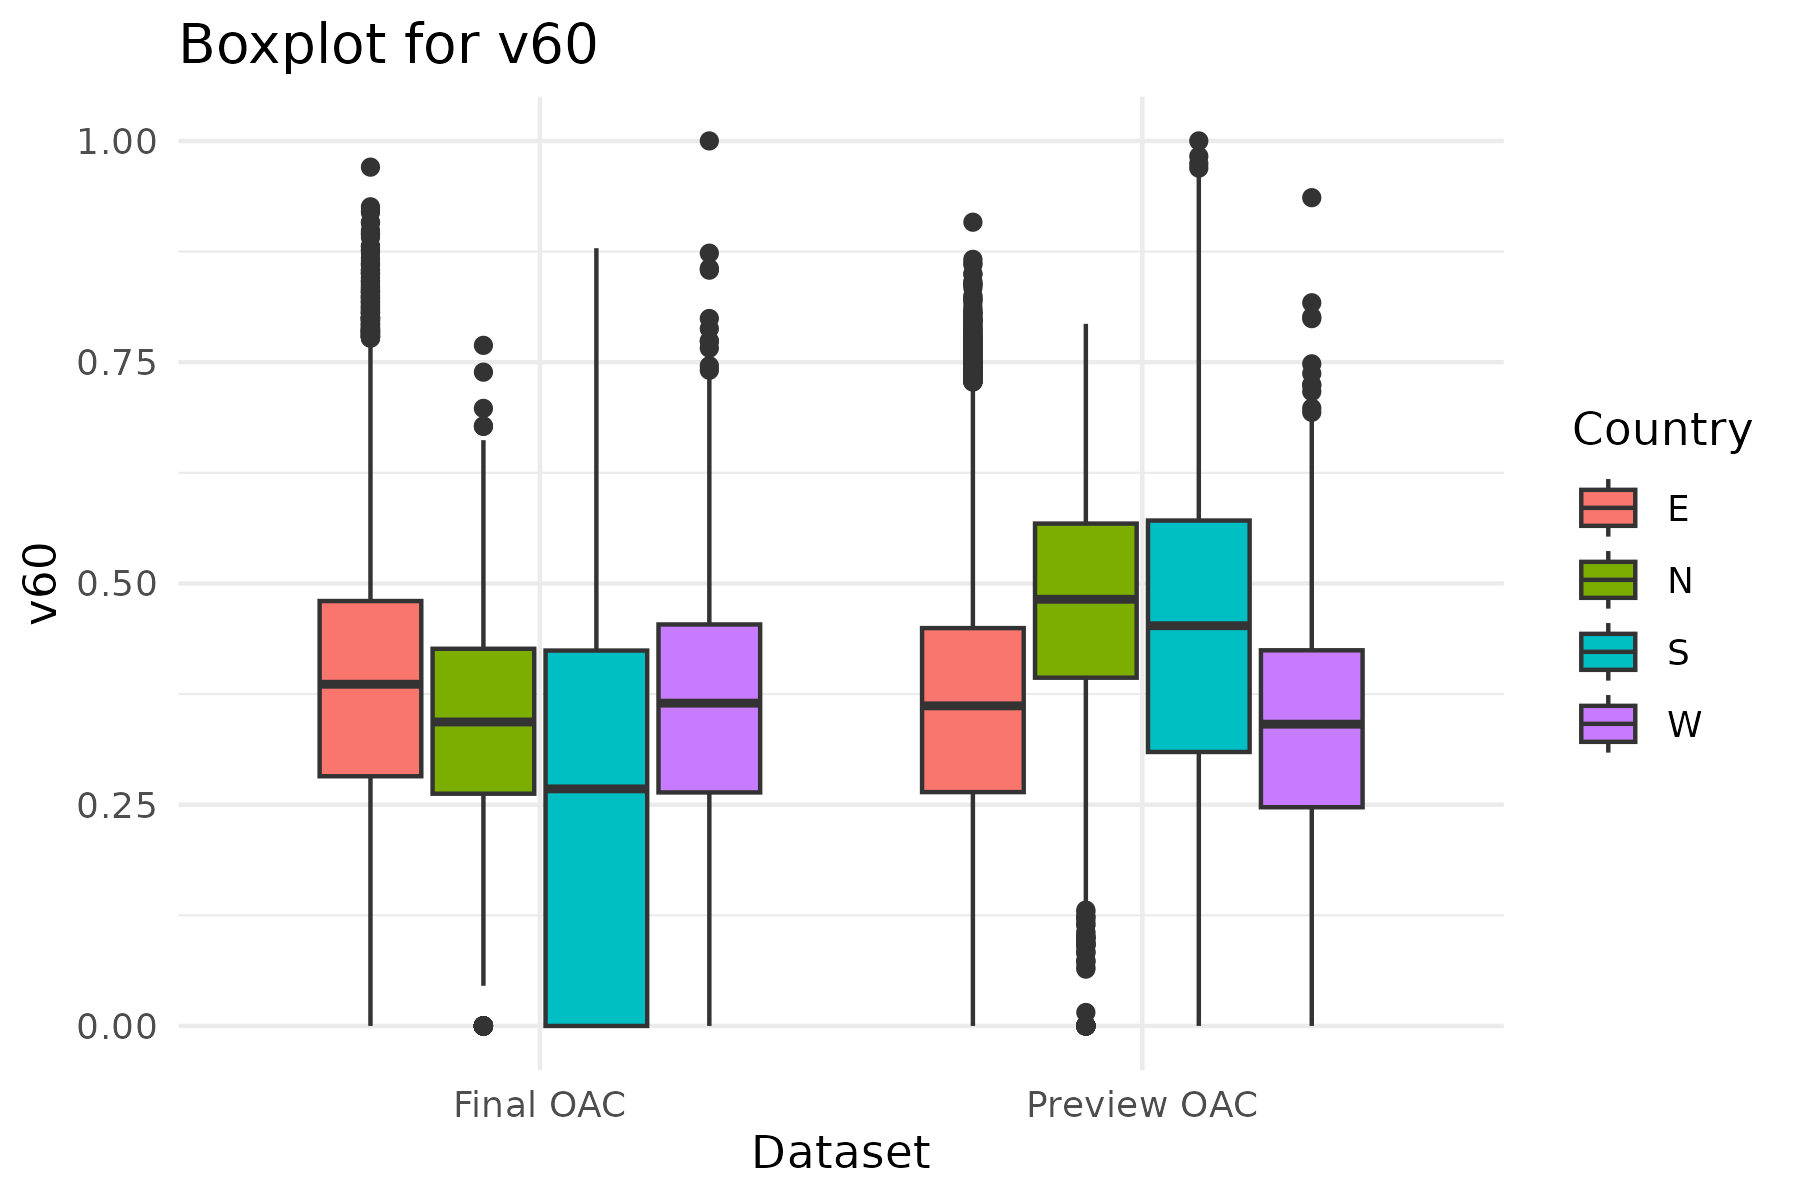 Boxplot for v60
1.00
0.75
0.50
0.25
0.00
v60
Final OAC
Preview OAC
Dataset
Country
E
N
S
W